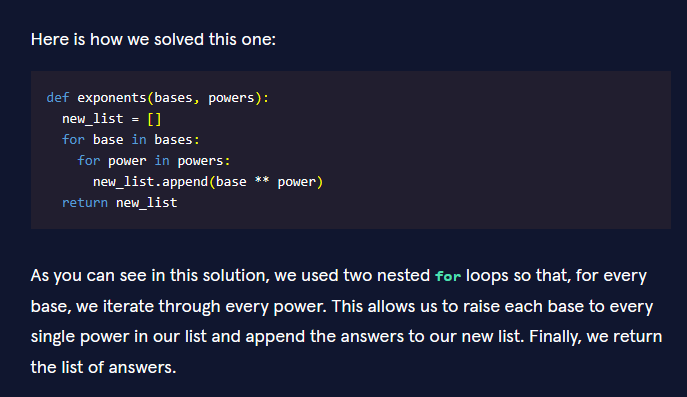 Here is how we solved this one:
def exponents(bases, powers):
  new_list = []
  for base in bases:
    for power in powers:
      new_list.append(base ** power)
  return new_list
As you can see in this solution, we used two nested for loops so that, for every
base, we iterate through every power. This allows us to raise each base to every
single power in our list and append the answers to our new list. Finally, we return
the list of answers.